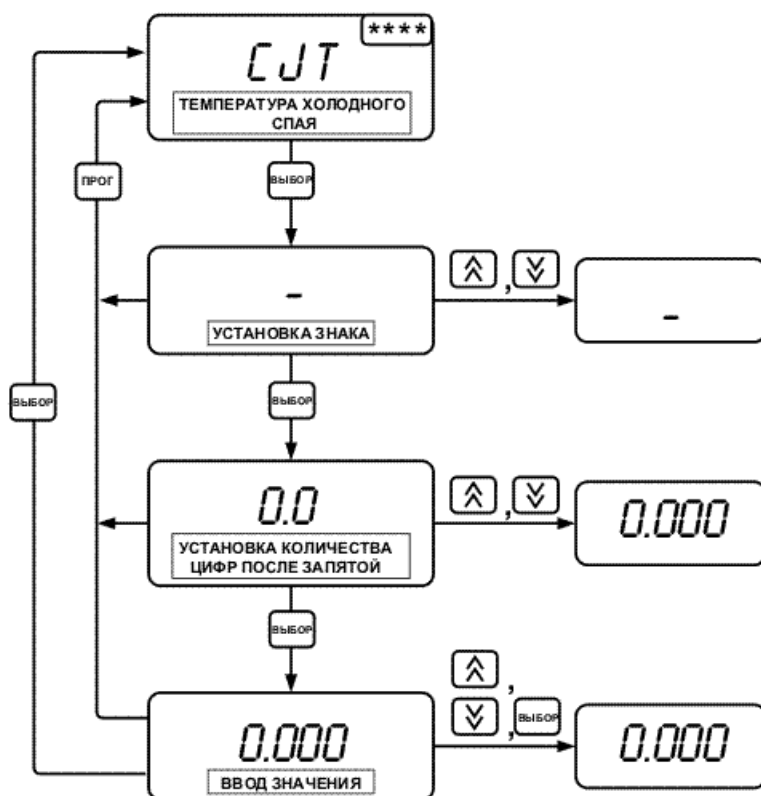 ****
CJT
ТЕМПЕРАТУРА ХОЛОДНОГО
СПАЯ
ПРОГ
ВЫБОР
-
УСТАНОВКА ЗНАКА
,
-
ВЫБОР
ВЫБОР
0.0
УСТАНОВКА КОЛИЧЕСТВА
ЦИФР ПОСЛЕ ЗАПЯТОЙ
,
0.000
ВЫБОР
0.000
ВВОД ЗНАЧЕНИЯ
,
, ВЫБОР
0.000